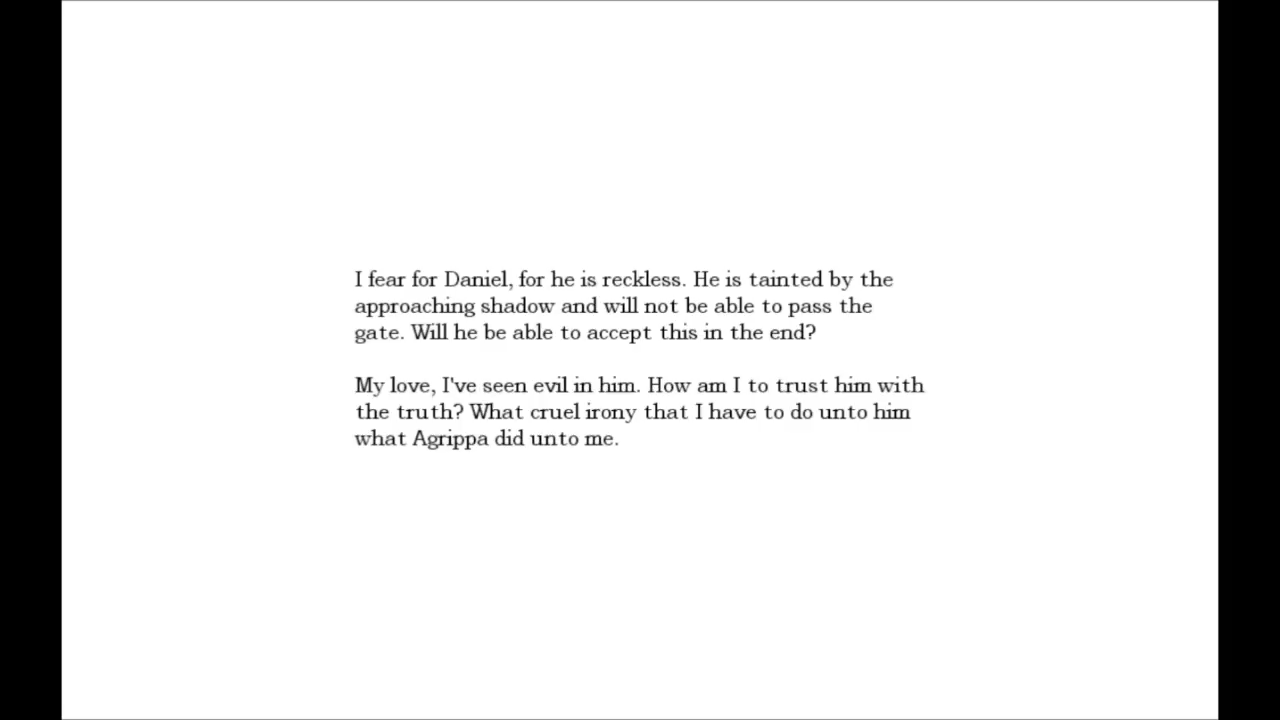 I fear for Daniel, for he is reckless. He is tainted by the
approaching shadow and will not be able to pass the
gate. Will he be able to accept this in the end?
My love, I've seen evil in him. How am I to trust him with
the truth? What cruel irony that I have to do unto him
what Agrippa did unto me.